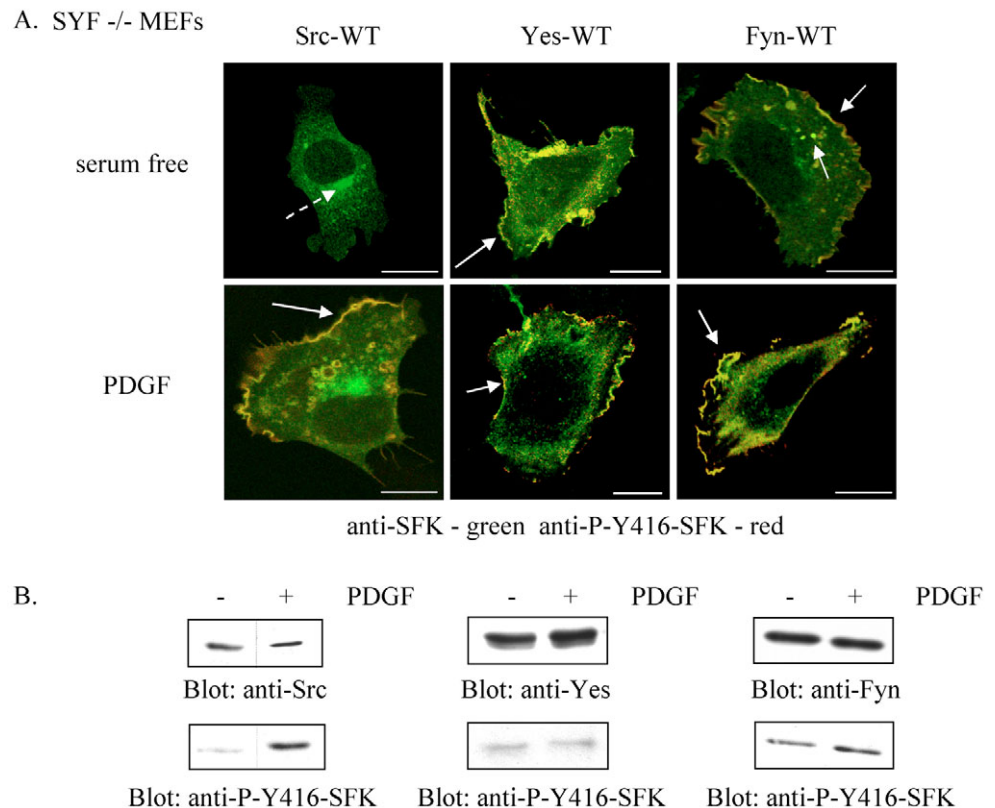 A. SYF -/- MEFs
Src-WT Yes-WT Fyn-WT
serum free
PDGF
anti-SFK - green anti-P-Y416-SFK - red
B. - + PDGF - + PDGF - + PDGF
Blot: anti-Src Blot: anti-Yes Blot: anti-Fyn
Blot: anti-P-Y416-SFK Blot: anti-P-Y416-SFK Blot: anti-P-Y416-SFK